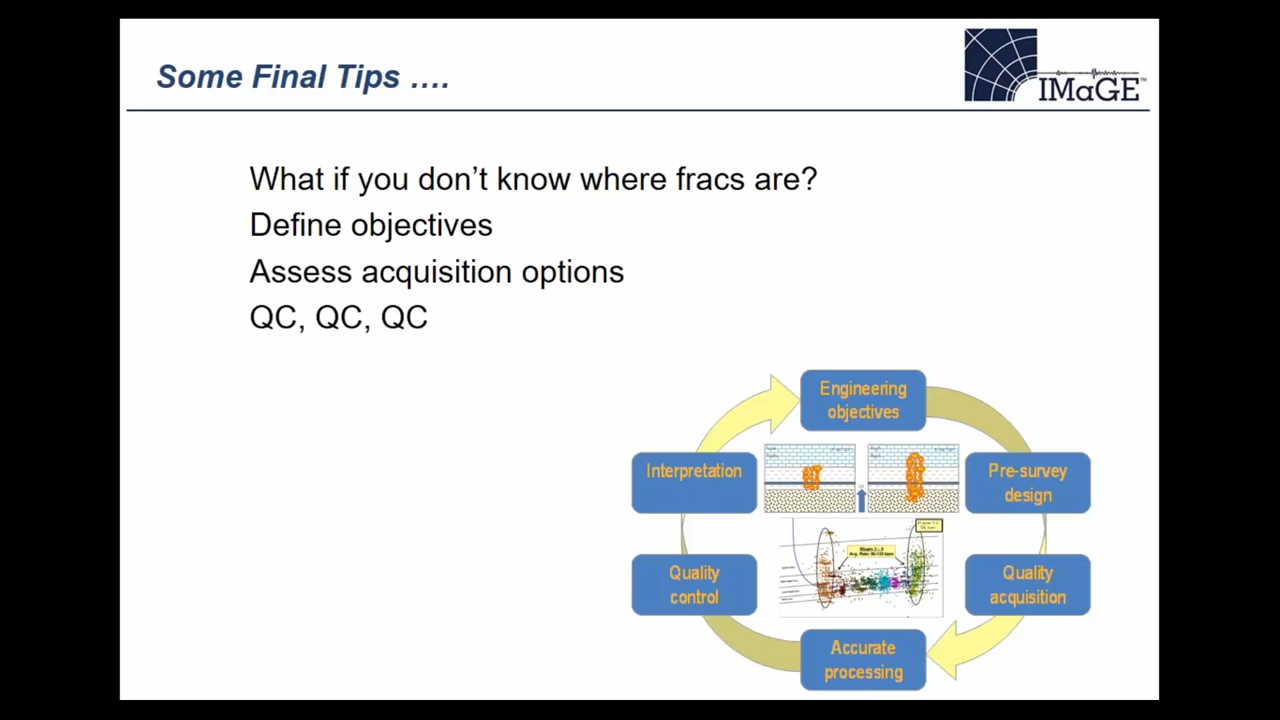 Some Final Tips ....
IMaGE™
What if you don't know where fracs are?
Define objectives
Assess acquisition options
QC, QC, QC
Engineering
objectives
Interpretation
Pre-survey
design
Quality
control
Quality
acquisition
Accurate
processing